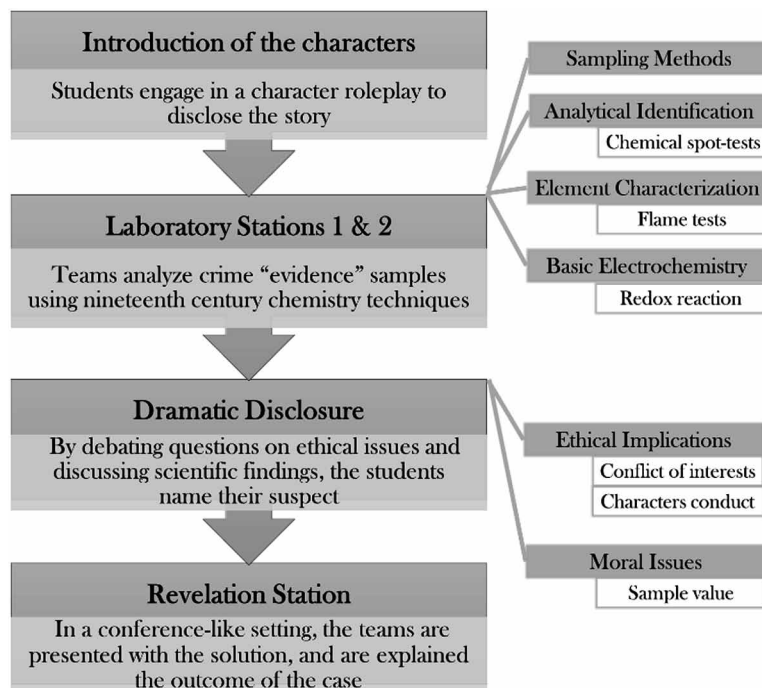 Introduction of the characters
Students engage in a character roleplay to
disclose the story
Laboratory Stations 1 & 2
Teams analyze crime “evidence” samples
using nineteenth century chemistry techniques
Dramatic Disclosure
By debating questions on ethical issues and
discussing scientific findings, the students
name their suspect
Revelation Station
In a conference-like setting, the teams are
presented with the solution, and are explained
the outcome of the case
Sampling Methods
Analytical Identification
Chemical spot-tests
Element Characterization
Flame tests
Basic Electrochemistry
Redox reaction
Ethical Implications
Conflict of interests
Characters conduct
Moral Issues
Sample value